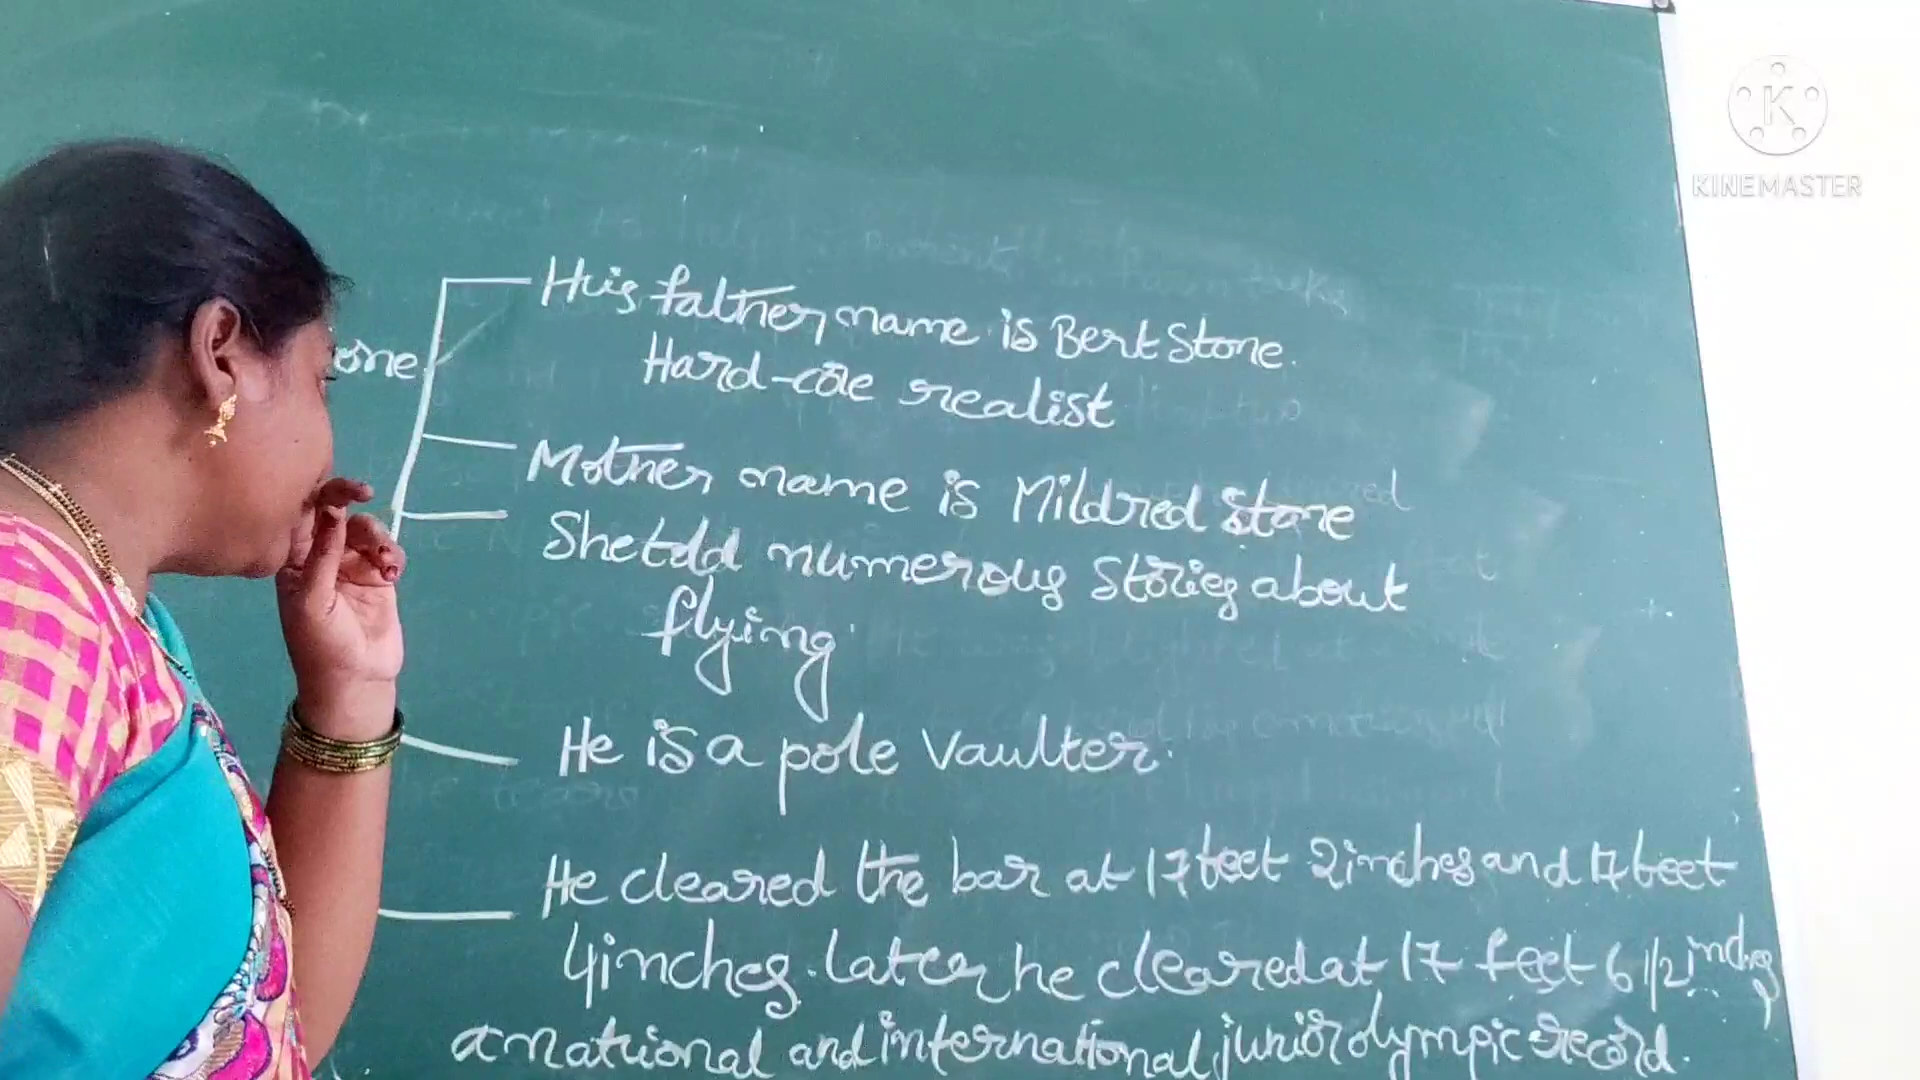 KINEMASTER
one
His father name is Bert Stone.
Hard-core realist
Mother name is Mildred Stone
She told numerous Stories about
flying.
He is a pole vaulter.
He cleared the bar at 17 feet 2 inches and 17 feet
4 inches. Later he cleared at 17 feet 6 1/2 inches
a national and international junior olympic record.